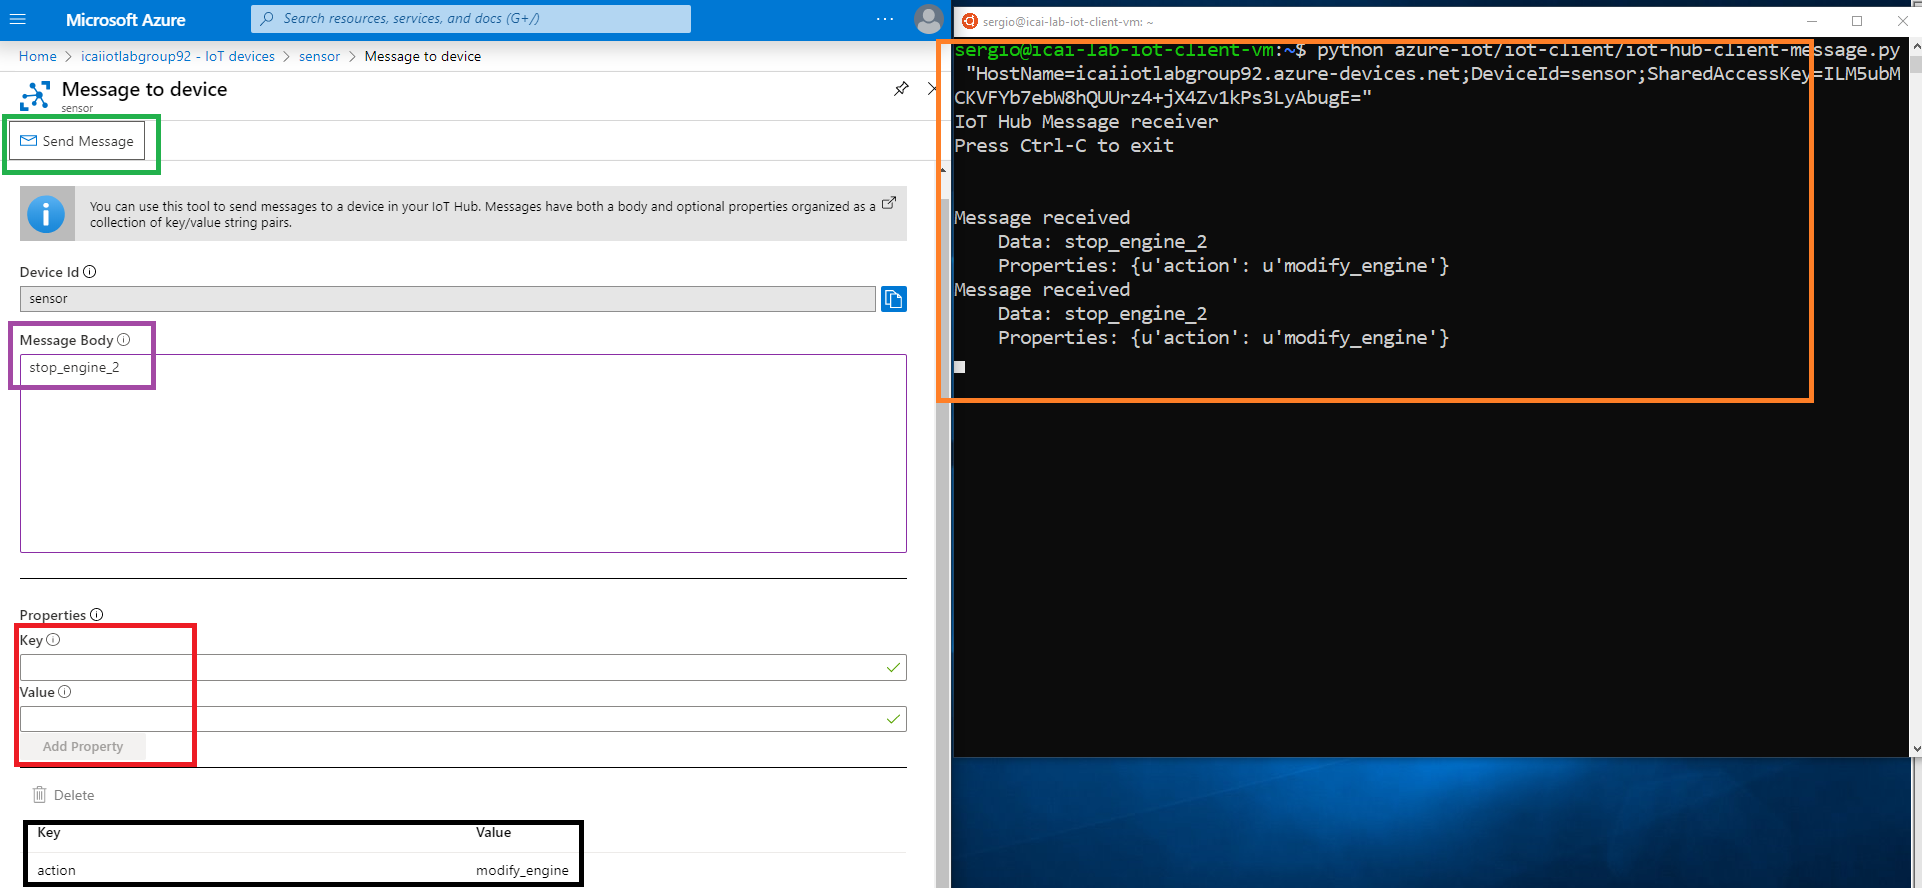 Microsoft Azure
Search resources, services, and docs (G+/)
Home > icaiiotlabgroup92 - IoT devices > sensor > Message to device
Message to device
sensor
Send Message
You can use this tool to send messages to a device in your IoT Hub. Messages have both a body and optional properties organized as a
collection of key/value string pairs.
Device Id
sensor
Message Body
stop_engine_2
Properties
Key
Value
Add Property
Delete
Key Value
action modify_engine
sergio@icai-lab-iot-client-vm: ~
sergio@icai-lab-iot-client-vm:~$ python azure-iot/iot-client/iot-hub-client-message.py
"HostName=icaiiotlabgroup92.azure-devices.net;DeviceId=sensor;SharedAccessKey=ILM5ubM
CKVFYb7ebW8hQUUrz4+jX4Zv1kPs3LyAbugE="
IoT Hub Message receiver
Press Ctrl-C to exit
Message received
Data: stop_engine_2
Properties: {u'action': u'modify_engine'}
Message received
Data: stop_engine_2
Properties: {u'action': u'modify_engine'}